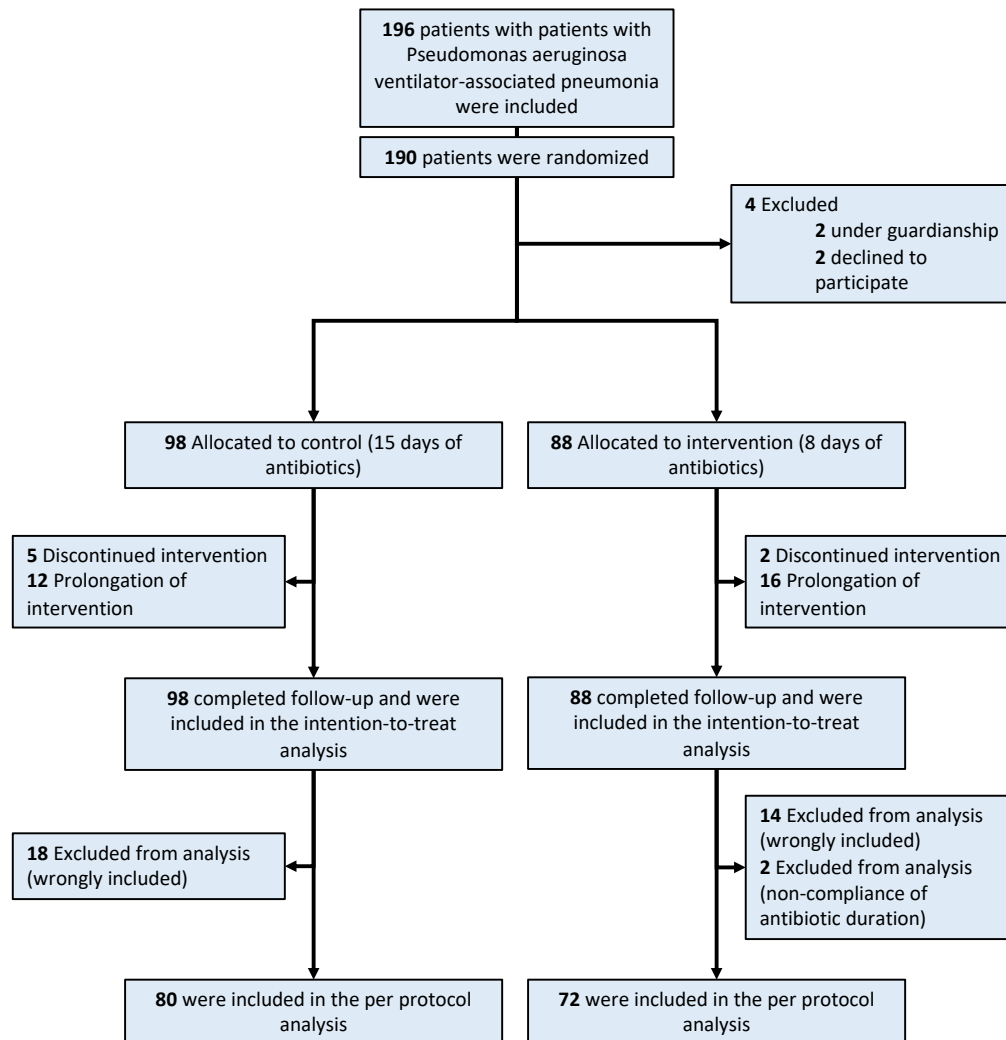 196 patients with patients with
Pseudomonas aeruginosa
ventilator-associated pneumonia
were included
190 patients were randomized
4 Excluded
2 under guardianship
2 declined to
participate
98 Allocated to control (15 days of
antibiotics)
88 Allocated to intervention (8 days of
antibiotics)
5 Discontinued intervention
12 Prolongation of
intervention
2 Discontinued intervention
16 Prolongation of
intervention
98 completed follow-up and were
included in the intention-to-treat
analysis
88 completed follow-up and were
included in the intention-to-treat
analysis
18 Excluded from analysis
(wrongly included)
14 Excluded from analysis
(wrongly included)
2 Excluded from analysis
(non-compliance of
antibiotic duration)
80 were included in the per protocol
analysis
72 were included in the per protocol
analysis